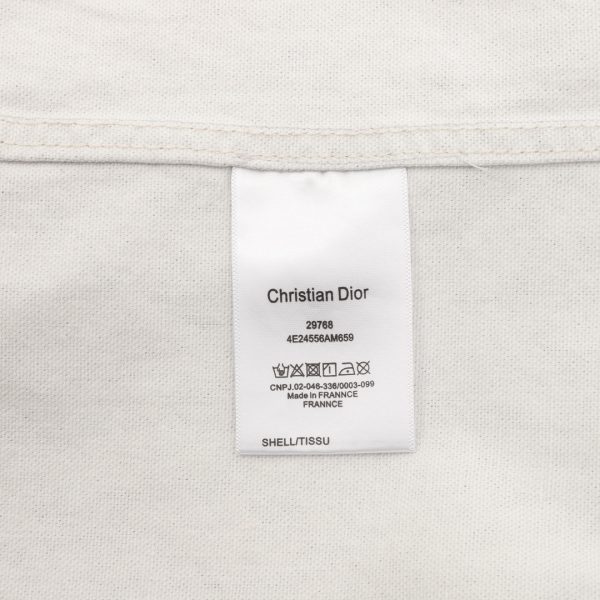 Christian Dior
29768
4E24556AM659
CNPJ.02-046-336/0003-099
Made in FRANNCE
FRANNCE
SHELL/TISSU